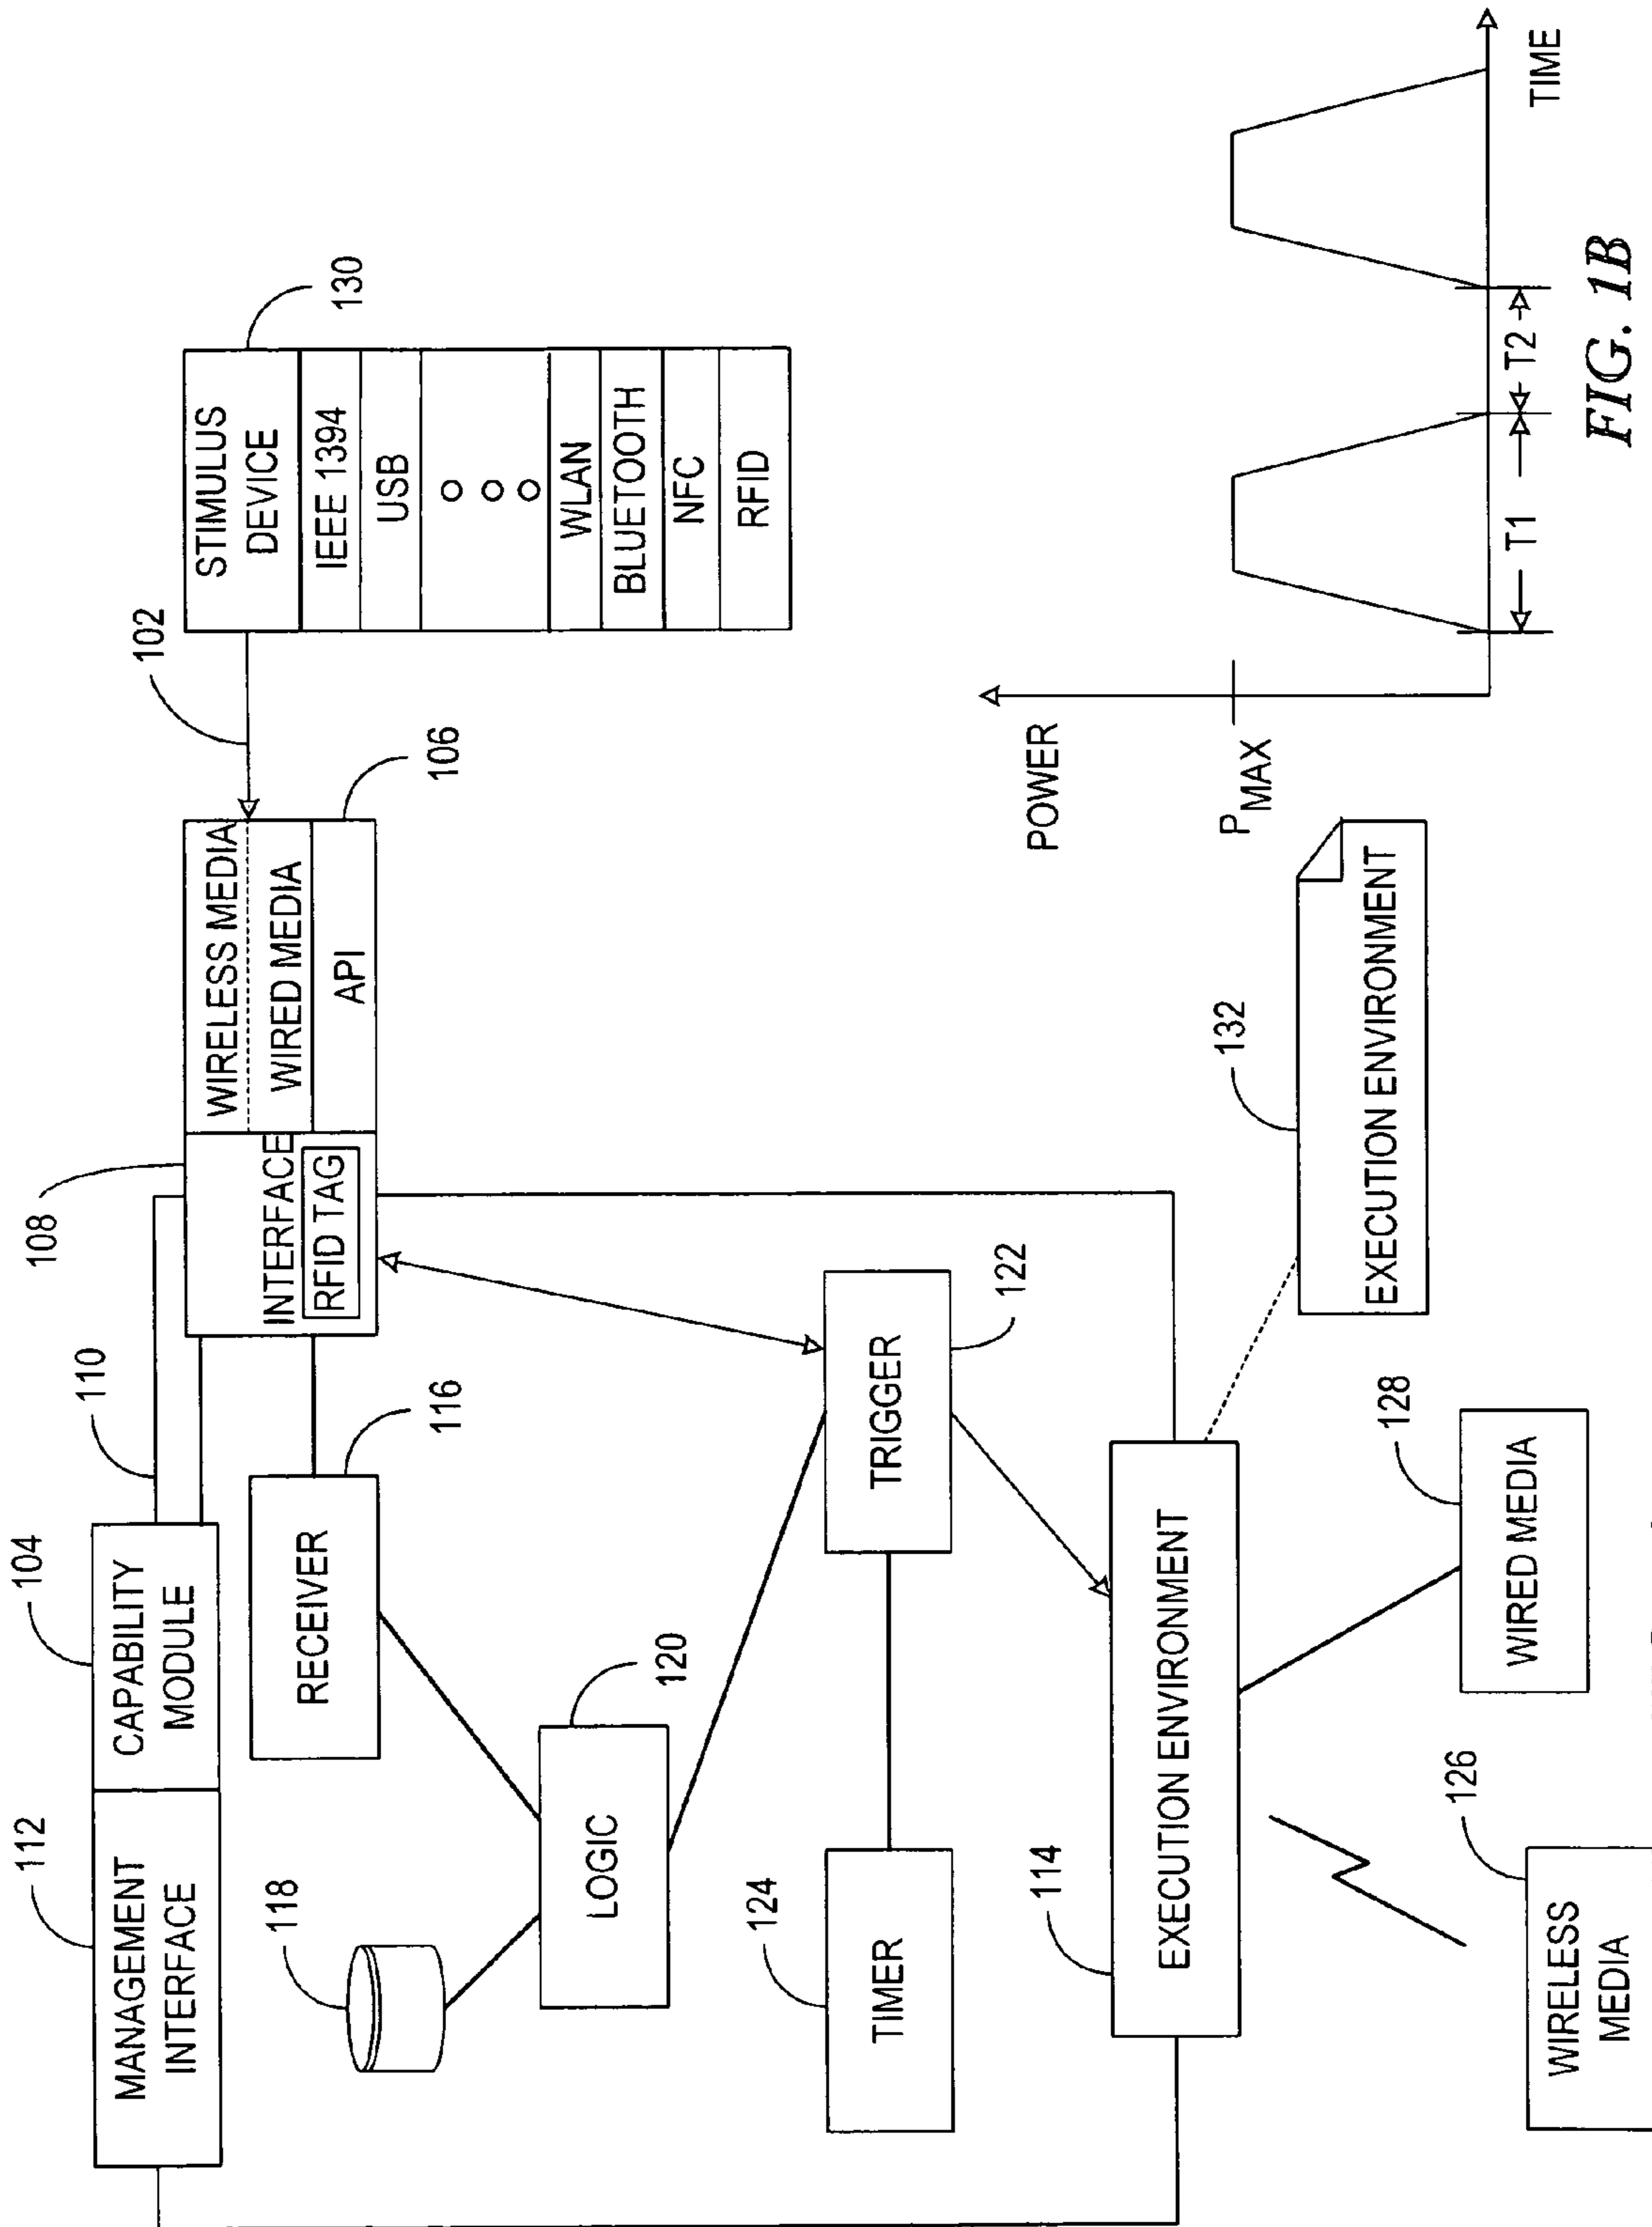 112
104
110
108
102
MANAGEMENT
INTERFACE
CAPABILITY
MODULE
INTERFACE
RFID TAG
WIRELESS MEDIA
WIRED MEDIA
API
106
STIMULUS
DEVICE
130
IEEE 1394
USB
WLAN
BLUETOOTH
NFC
RFID
118
RECEIVER
116
LOGIC
120
124
TIMER
TRIGGER
122
114
EXECUTION ENVIRONMENT
132
EXECUTION ENVIRONMENT
126
WIRELESS
MEDIA
128
WIRED MEDIA
POWER
PMAX
T1
T2
TIME
FIG. 1B